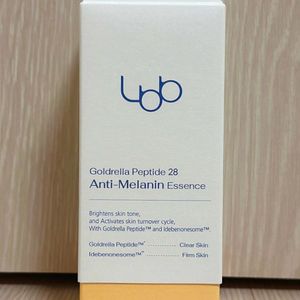 Lbb
Goldrella Peptide 28
Anti-Melanin Essence
Brightens skin tone,
and Activates skin turnover cycle,
With Goldrella Peptide™ and Idebenonesome™.
Goldrella Peptide™ Clear Skin
Idebenonesome™ Firm Skin